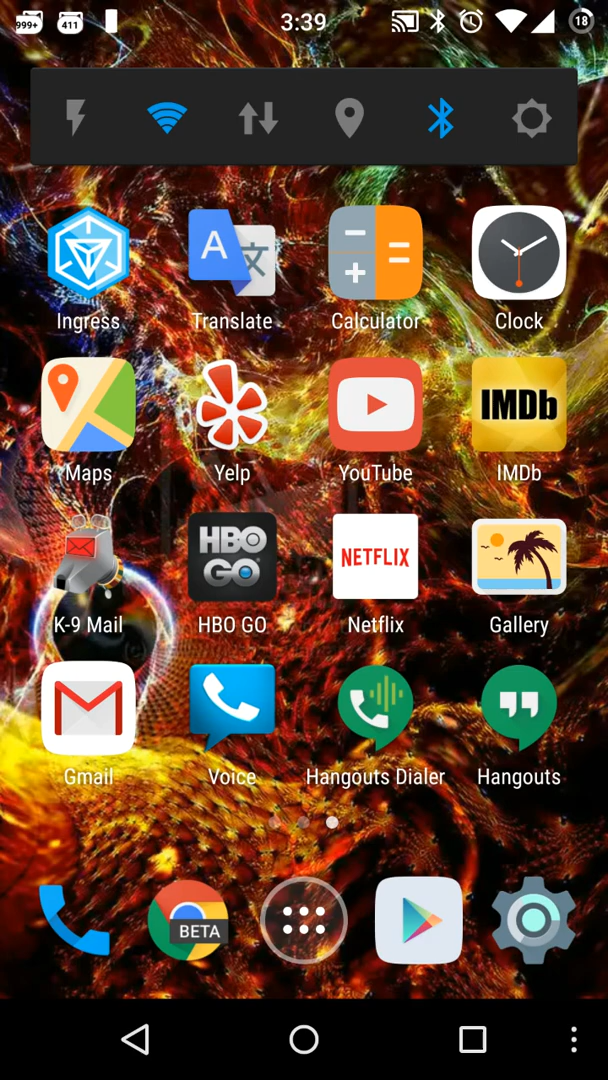 999+
411
3:39
18
A 文
Ingress
Translate
Calculator
Clock
IMDb
Maps
Yelp
YouTube
IMDb
HBO
GO
NETFLIX
K-9 Mail
HBO GO
Netflix
Gallery
Gmail
Voice
Hangouts Dialer
Hangouts
BETA